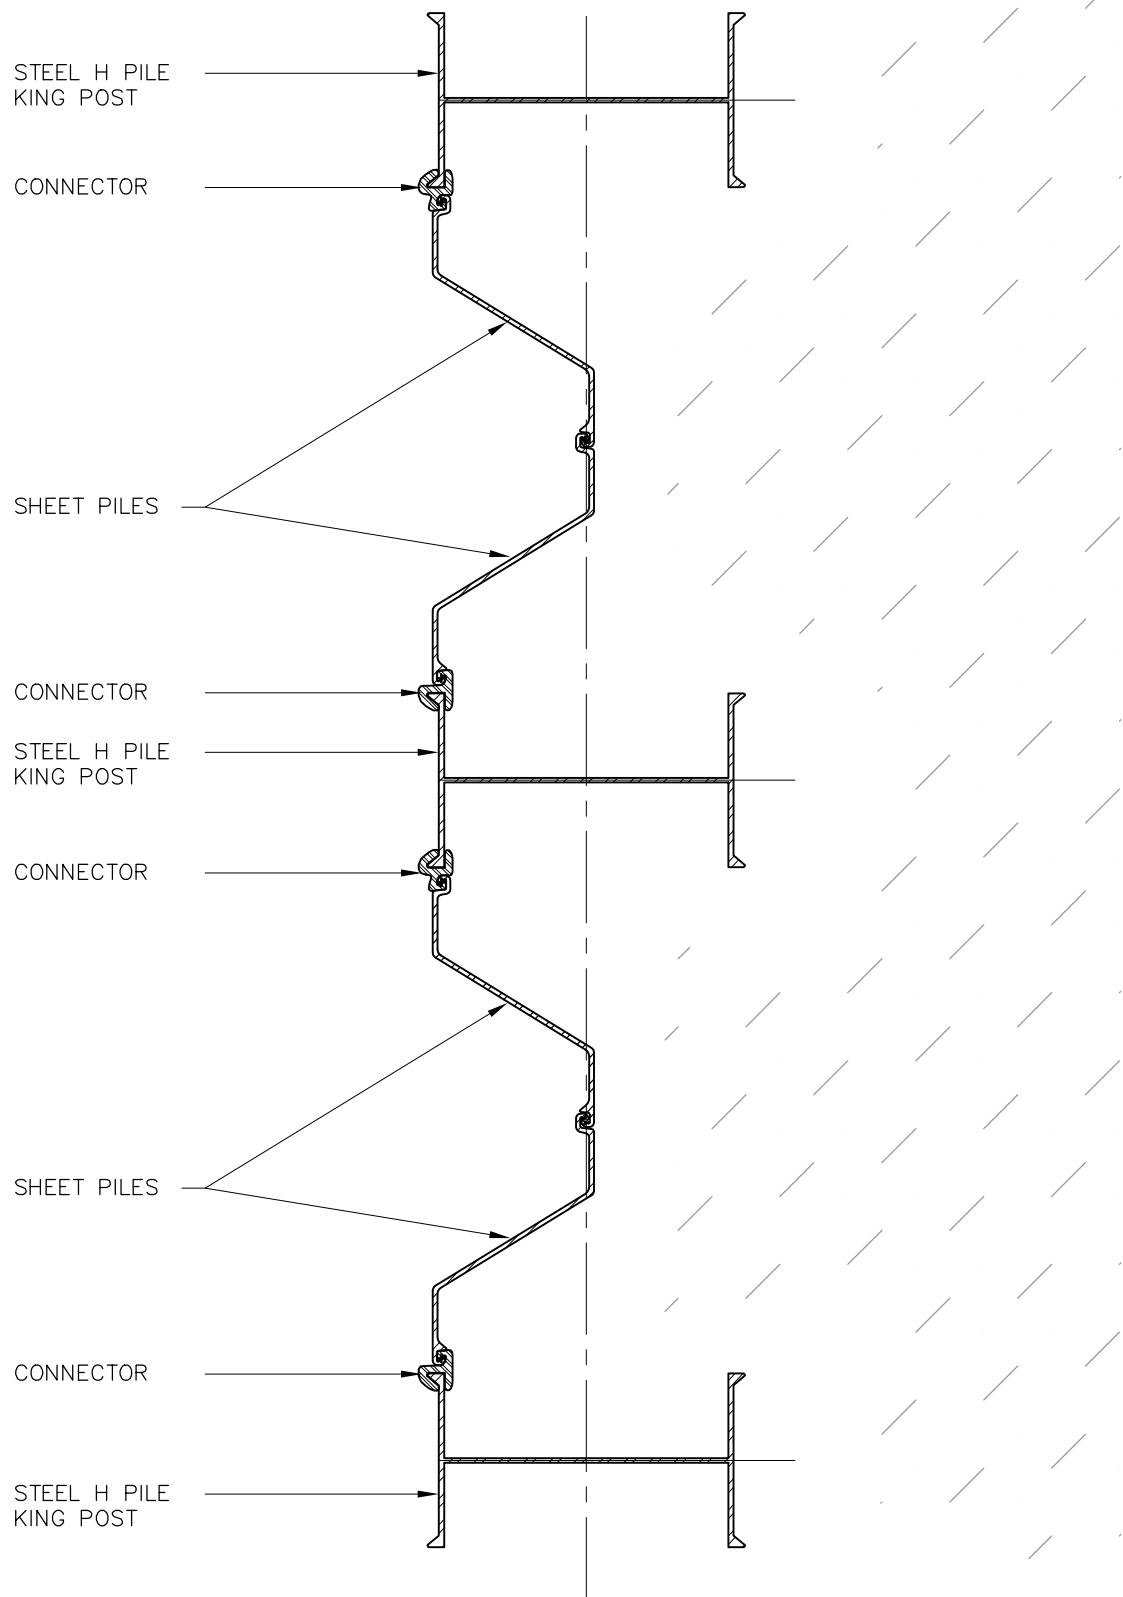 STEEL H PILE
KING POST
CONNECTOR
SHEET PILES
CONNECTOR
STEEL H PILE
KING POST
CONNECTOR
SHEET PILES
CONNECTOR
STEEL H PILE
KING POST